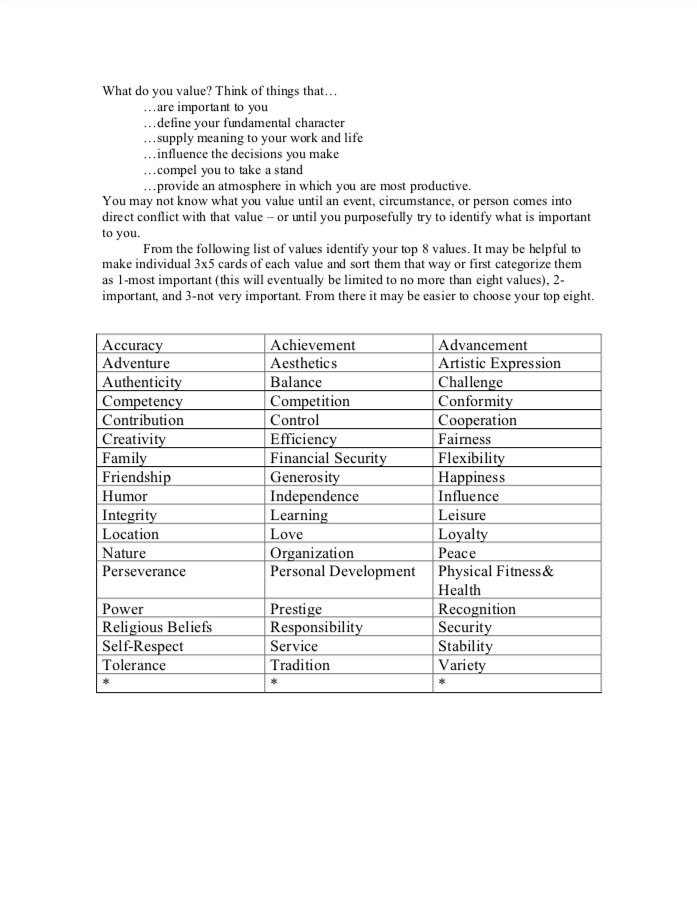 What do you value? Think of things that…
…are important to you
…define your fundamental character
…supply meaning to your work and life
…influence the decisions you make
…compel you to take a stand
…provide an atmosphere in which you are most productive.
You may not know what you value until an event, circumstance, or person comes into
direct conflict with that value – or until you purposefully try to identify what is important
to you.
From the following list of values identify your top 8 values. It may be helpful to
make individual 3x5 cards of each value and sort them that way or first categorize them
as 1-most important (this will eventually be limited to no more than eight values), 2-
important, and 3-not very important. From there it may be easier to choose your top eight.
Accuracy Achievement Advancement
Adventure Aesthetics Artistic Expression
Authenticity Balance Challenge
Competency Competition Conformity
Contribution Control Cooperation
Creativity Efficiency Fairness
Family Financial Security Flexibility
Friendship Generosity Happiness
Humor Independence Influence
Integrity Learning Leisure
Location Love Loyalty
Nature Organization Peace
Perseverance Personal Development Physical Fitness&
Health
Power Prestige Recognition
Religious Beliefs Responsibility Security
Self-Respect Service Stability
Tolerance Tradition Variety
* * *